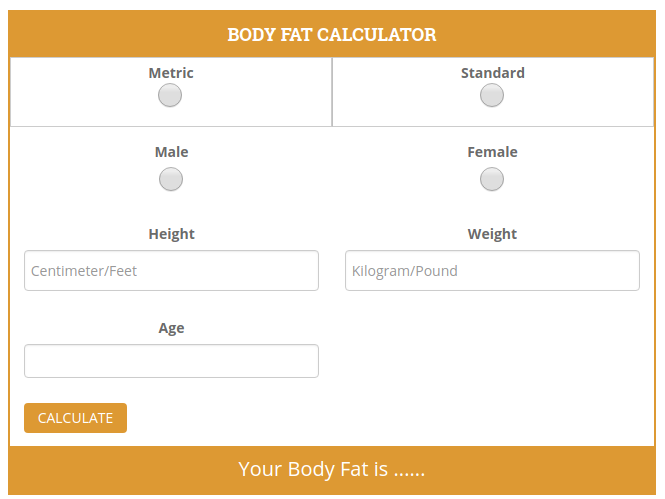 BODY FAT CALCULATOR
Metric Standard
Male Female
Height Weight
Centimeter/Feet Kilogram/Pound
Age
CALCULATE
Your Body Fat is ......